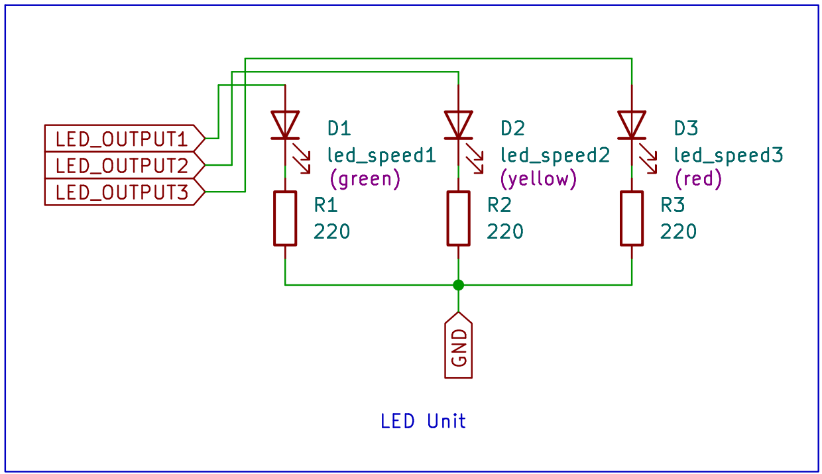 LED_OUTPUT1
LED_OUTPUT2
LED_OUTPUT3
D1
led_speed1
(green)
R1
220
D2
led_speed2
(yellow)
R2
220
D3
led_speed3
(red)
R3
220
GND
LED Unit